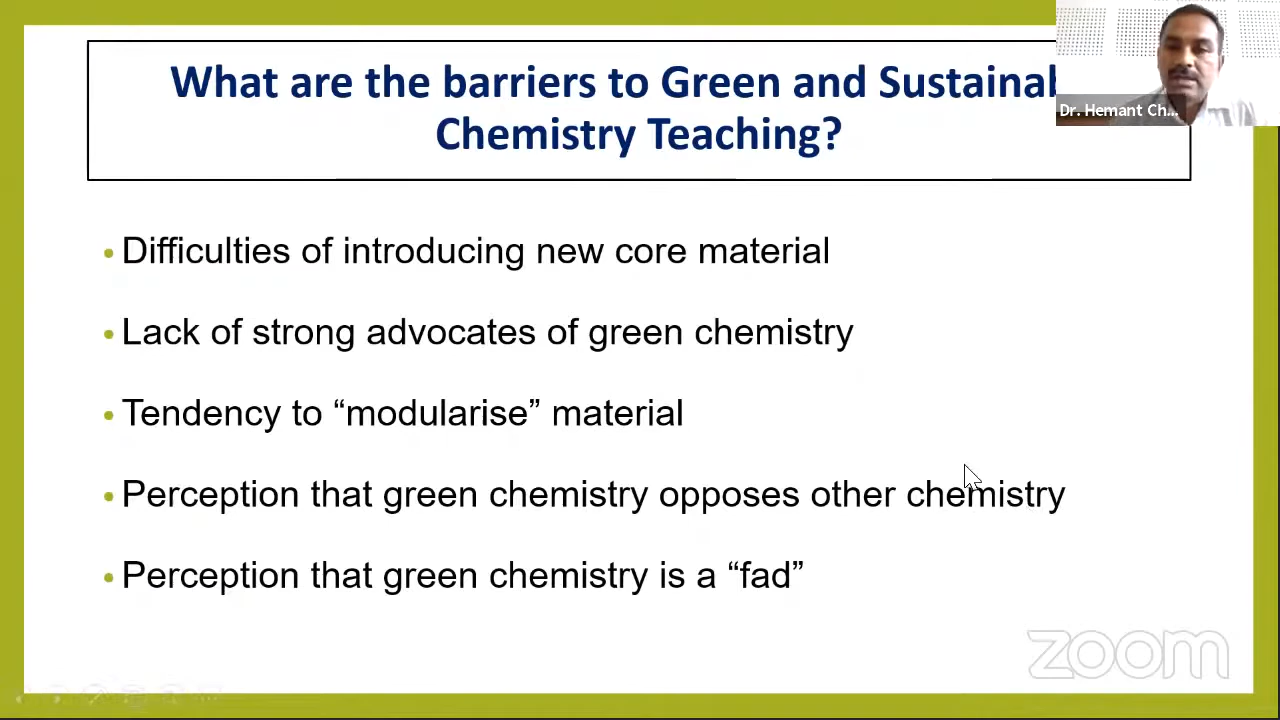 What are the barriers to Green and Sustainab
Chemistry Teaching?
Dr. Hemant Ch...
• Difficulties of introducing new core material
• Lack of strong advocates of green chemistry
• Tendency to “modularise” material
• Perception that green chemistry opposes other chemistry
• Perception that green chemistry is a “fad”
zoom